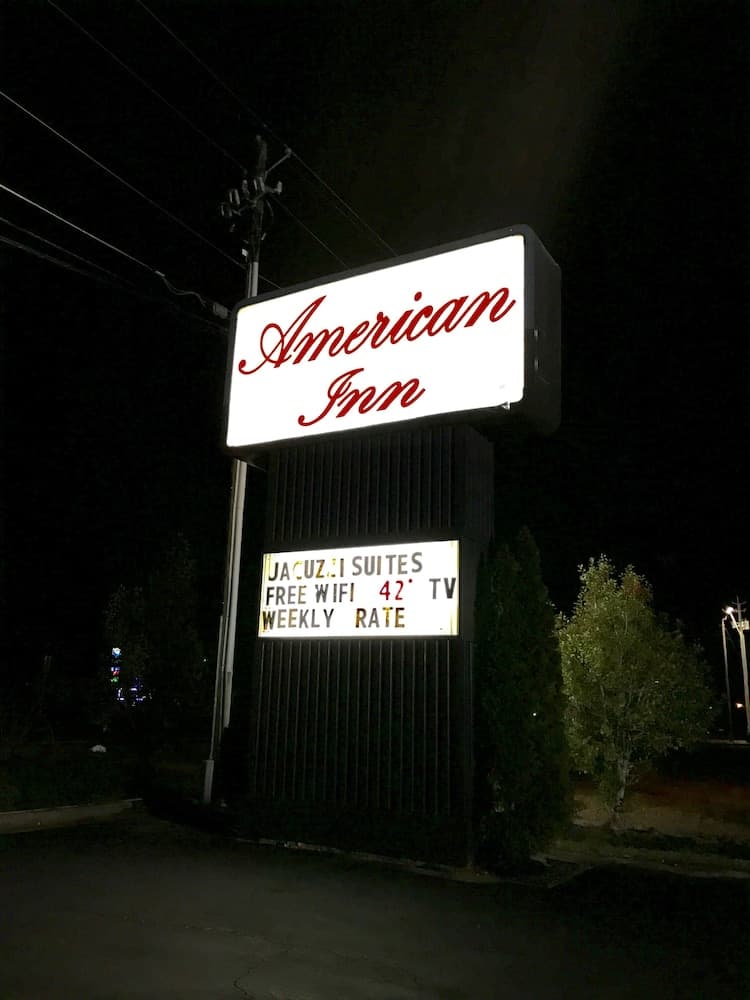 American
Inn
JACUZZI SUITES
FREE WIFI 42" TV
WEEKLY RATE